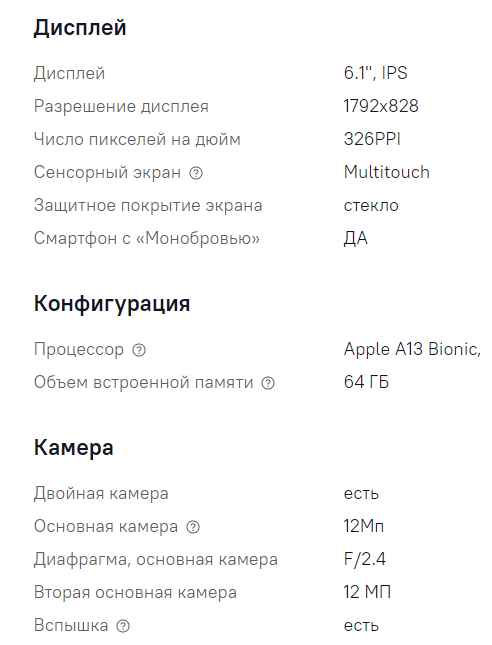 Дисплей
Дисплей 6.1", IPS
Разрешение дисплея 1792x828
Число пикселей на дюйм 326PPI
Сенсорный экран ? Multitouch
Защитное покрытие экрана стекло
Смартфон с «Монобровью» ДА
Конфигурация
Процессор ? Apple A13 Bionic,
Объем встроенной памяти ? 64 ГБ
Камера
Двойная камера есть
Основная камера ? 12Мп
Диафрагма, основная камера F/2.4
Вторая основная камера 12 МП
Вспышка ? есть